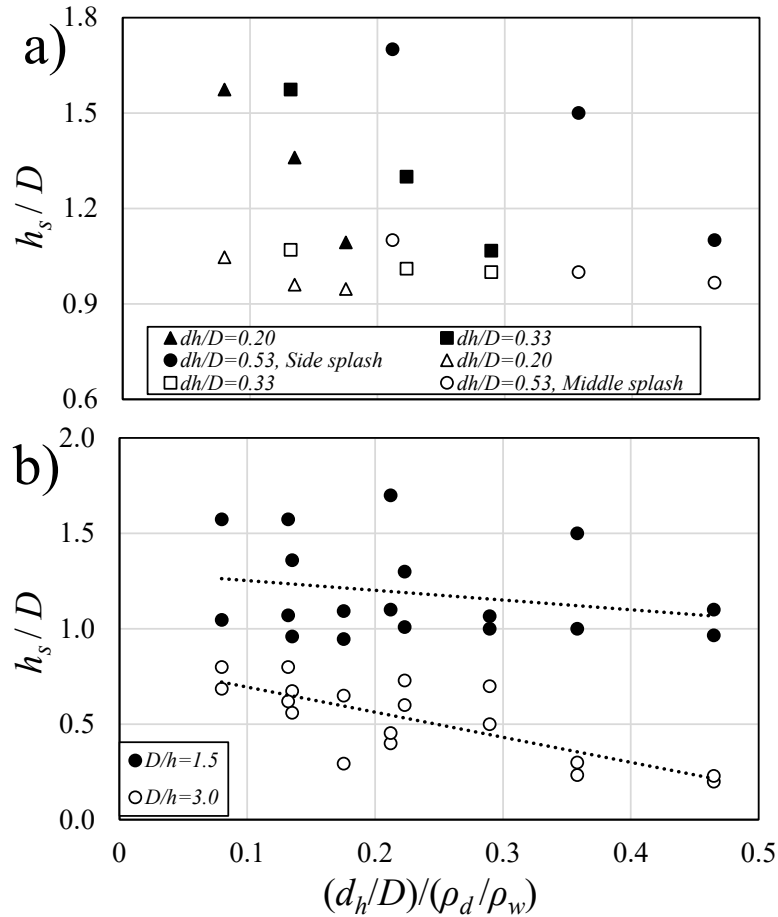 a)
1.8
1.5
1.2
0.9
0.6
h_s / D
▲ dh/D=0.20 ■ dh/D=0.33
● dh/D=0.53, Side splash △ dh/D=0.20
□ dh/D=0.33 ○ dh/D=0.53, Middle splash
b)
2.0
1.5
1.0
0.5
0.0
h_s / D
● D/h=1.5
○ D/h=3.0
0 0.1 0.2 0.3 0.4 0.5
(d_h/D)/(ρ_d/ρ_w)